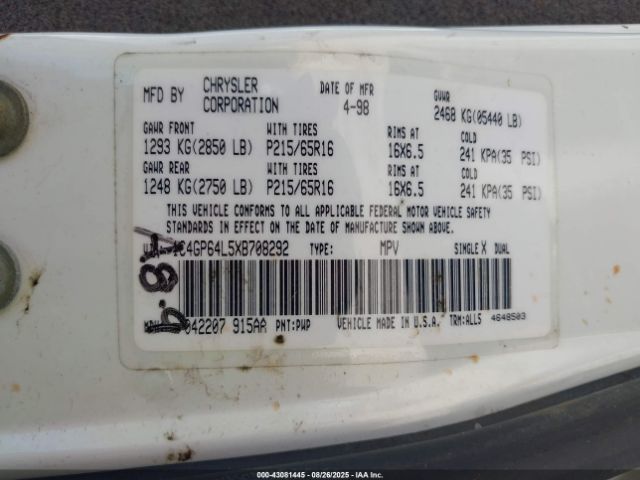 MFD BY CHRYSLER CORPORATION DATE OF MFR 4-98 GVWR 2468 KG(05440 LB)
GAWR FRONT WITH TIRES RIMS AT COLD
1293 KG(2850 LB) P215/65R16 16X6.5 241 KPA(35 PSI)
GAWR REAR WITH TIRES RIMS AT COLD
1248 KG(2750 LB) P215/65R16 16X6.5 241 KPA(35 PSI)
THIS VEHICLE CONFORMS TO ALL APPLICABLE FEDERAL MOTOR VEHICLE SAFETY
STANDARDS IN EFFECT ON THE DATE OF MANUFACTURE SHOWN ABOVE
C4GP64L5XB708292 TYPE: MPV SINGLE X DUAL
042207 915AA PNT:PWP VEHICLE MADE IN U.S.A. TRM:ALL5 4648503
000-43081445 - 08/26/2025 - IAA Inc.